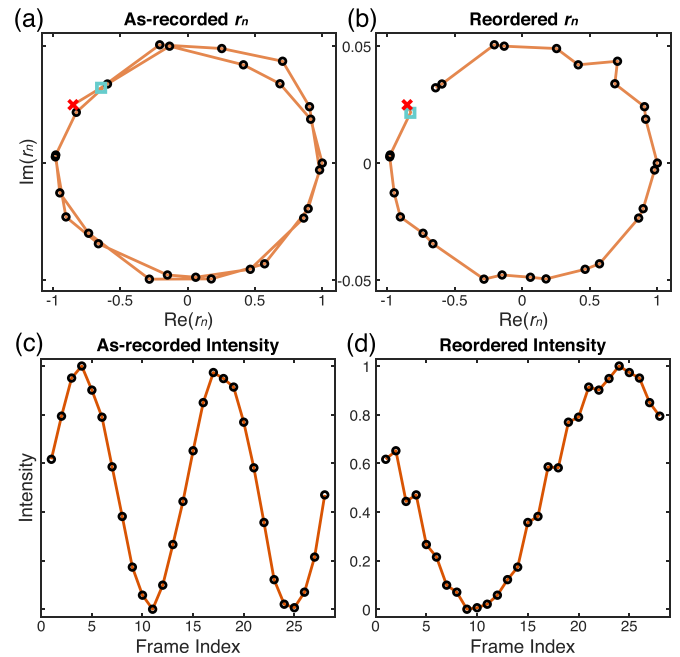 (a) As-recorded rₙ
(b) Reordered rₙ
Im(rₙ)
0.05
0
-0.05
-1 -0.5 0 0.5 1
-1 -0.5 0 0.5 1
Re(rₙ)
Re(rₙ)
(c) As-recorded Intensity
(d) Reordered Intensity
Intensity
1
0.8
0.6
0.4
0.2
0
0 5 10 15 20 25
0 5 10 15 20 25
Frame Index
Frame Index